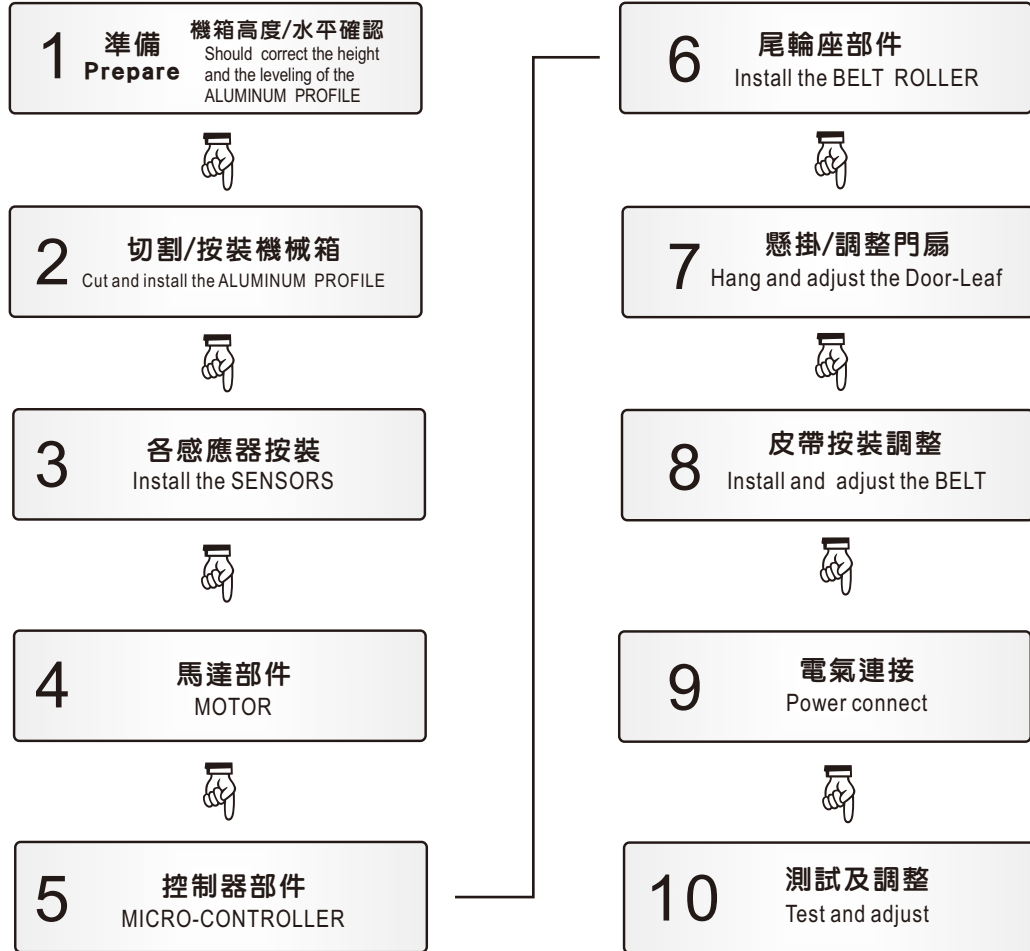 1
準備
Prepare
機箱高度/水平確認
Should correct the height
and the leveling of the
ALUMINUM PROFILE
2
切割/按裝機械箱
Cut and install the ALUMINUM PROFILE
3
各感應器按裝
Install the SENSORS
4
馬達部件
MOTOR
5
控制器部件
MICRO-CONTROLLER
6
尾輪座部件
Install the BELT ROLLER
7
懸掛/調整門扇
Hang and adjust the Door-Leaf
8
皮帶按裝調整
Install and adjust the BELT
9
電氣連接
Power connect
10
測試及調整
Test and adjust